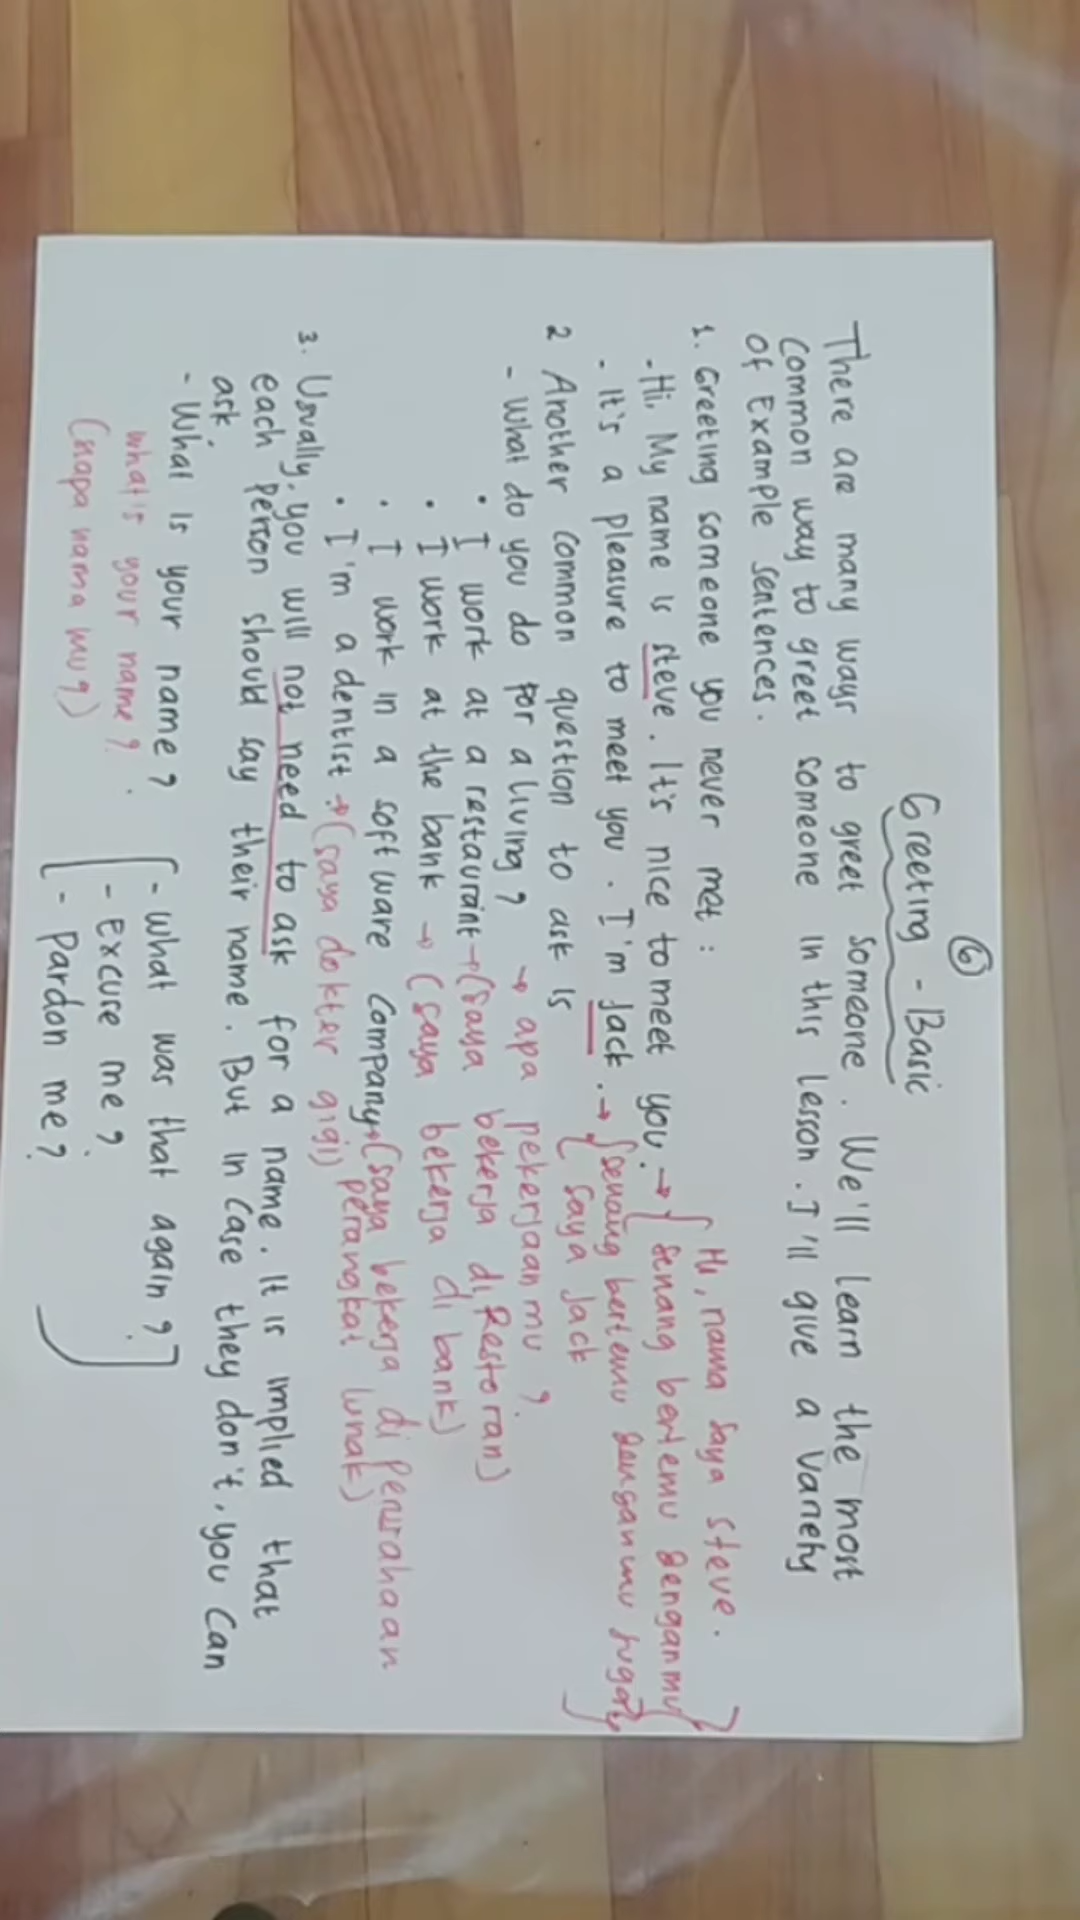 ⑥
Greeting - Basic
There are many ways to greet someone. We'll learn the most
common way to greet someone in this lesson. I'll give a variety
of Example sentences.
1. Greeting someone you never met :
- Hi, My name is steve. It's nice to meet you. → { Hi, nama saya steve.
senang bertemu denganmu }
- It's a pleasure to meet you. I'm Jack. → { senang bertemu denganmu juga,
saya Jack }
2 Another common question to ask is
- What do you do for a living? → apa pekerjaan mu?
• I work at a restaurant → (saya bekerja di Restoran)
• I work at the bank → (saya bekerja di bank)
• I work in a software company → (saya bekerja di perusahaan
perangkat lunak)
• I'm a dentist → (saya dokter gigi)
3. Usually, you will not need to ask for a name. It is implied that
each person should say their name. But in case they don't, you can
ask.
- What is your name?
what's your name?
(siapa nama mu?)
[ - what was that again?
- Excuse me?
- Pardon me? ]